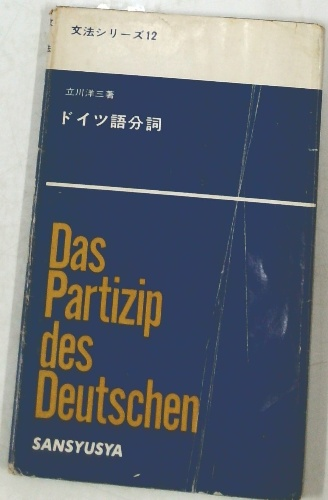 文法シリーズ12
立川洋三著
ドイツ語分詞
Das
Partizip
des
Deutschen
SANSYUSYA